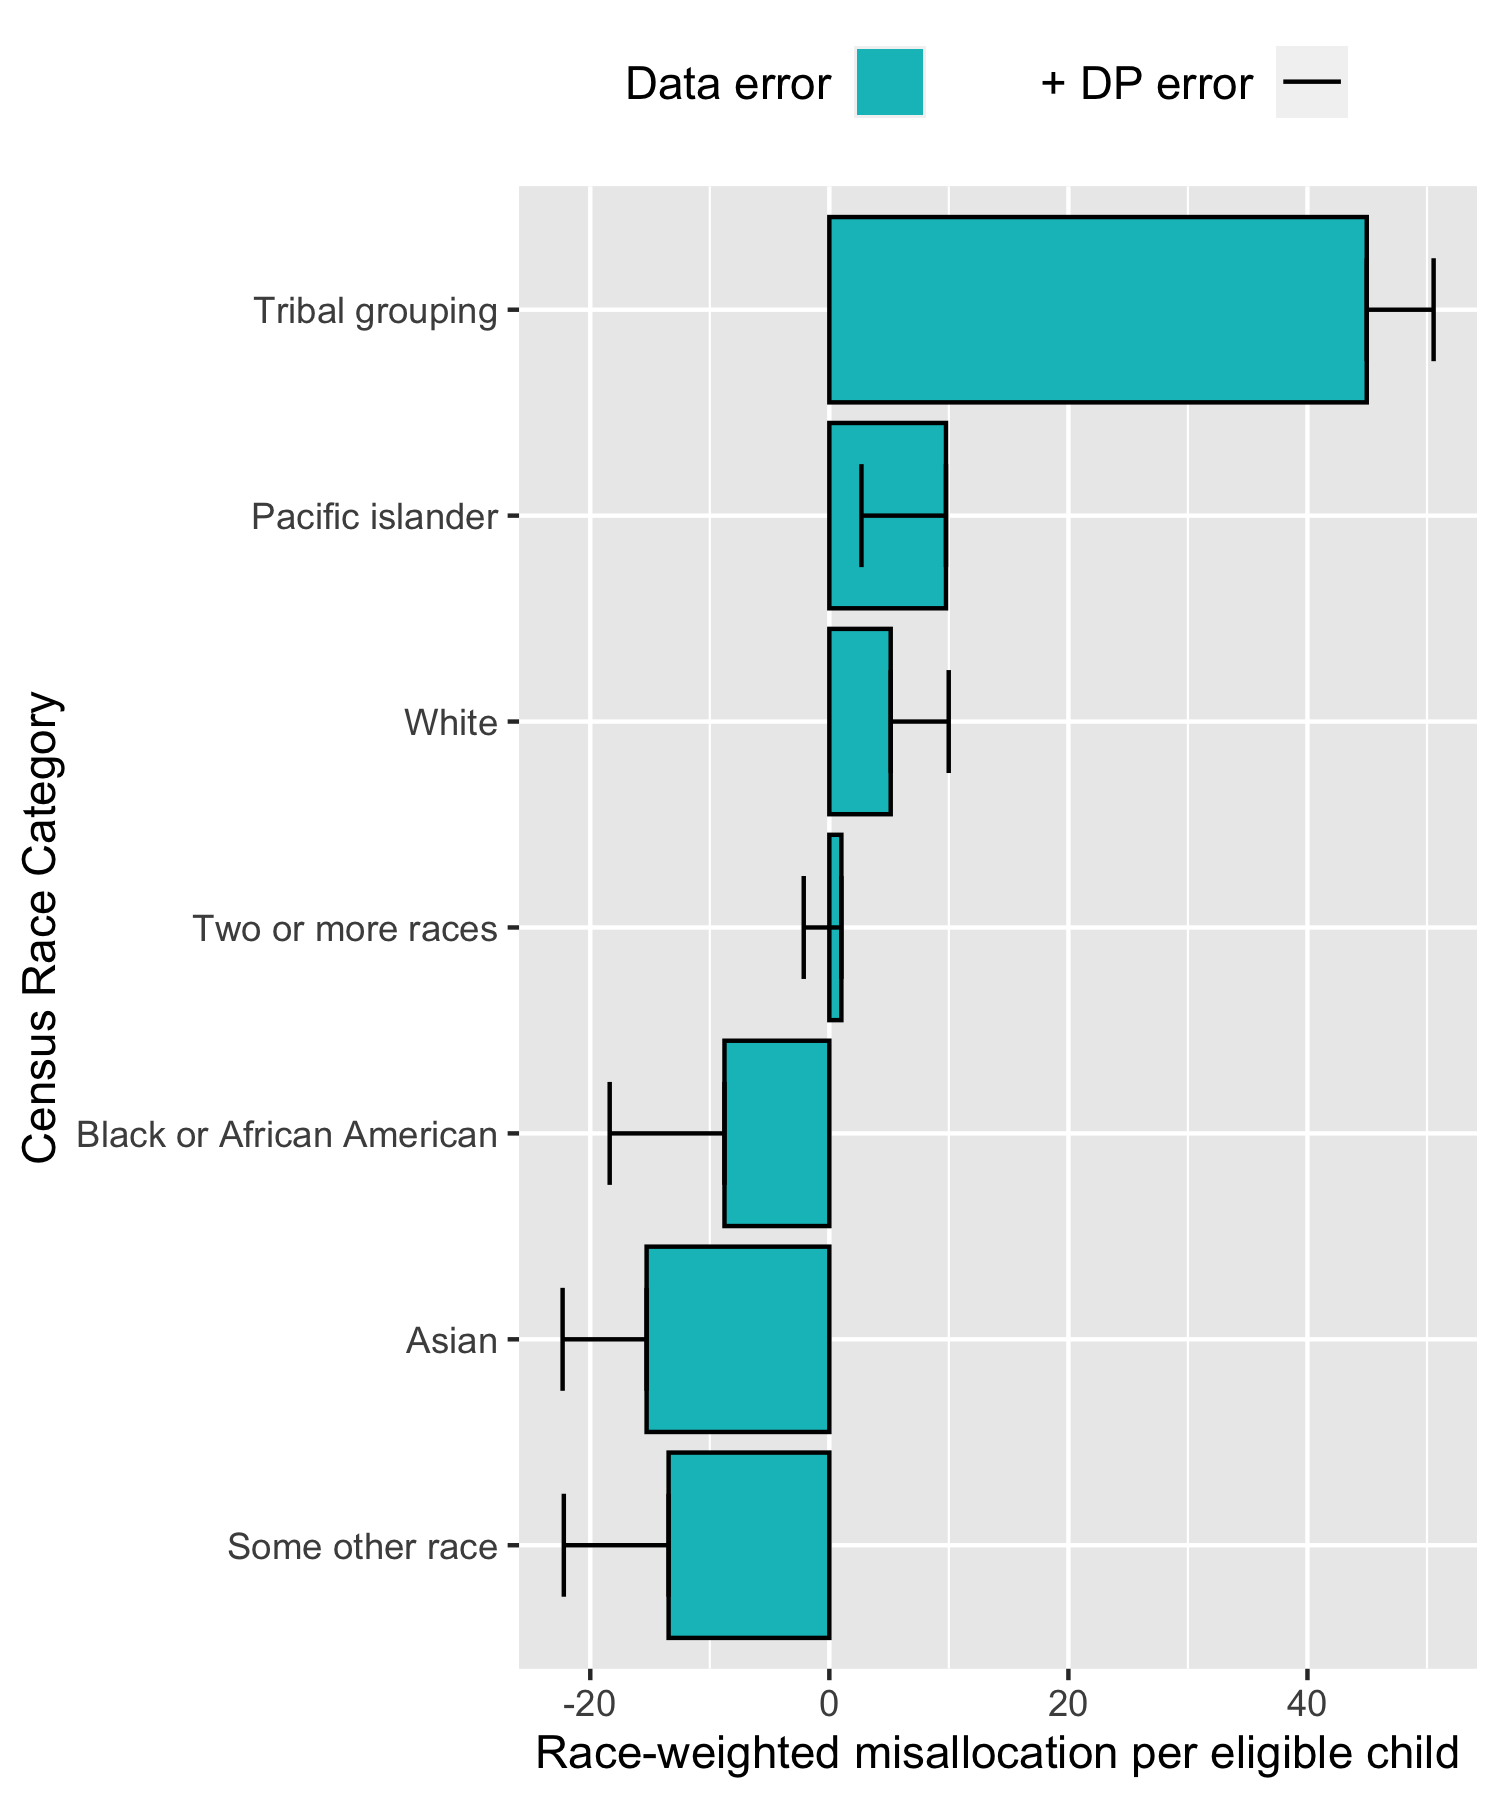 Data error
+ DP error
Tribal grouping
Pacific islander
White
Two or more races
Black or African American
Asian
Some other race
Census Race Category
-20 0 20 40
Race-weighted misallocation per eligible child